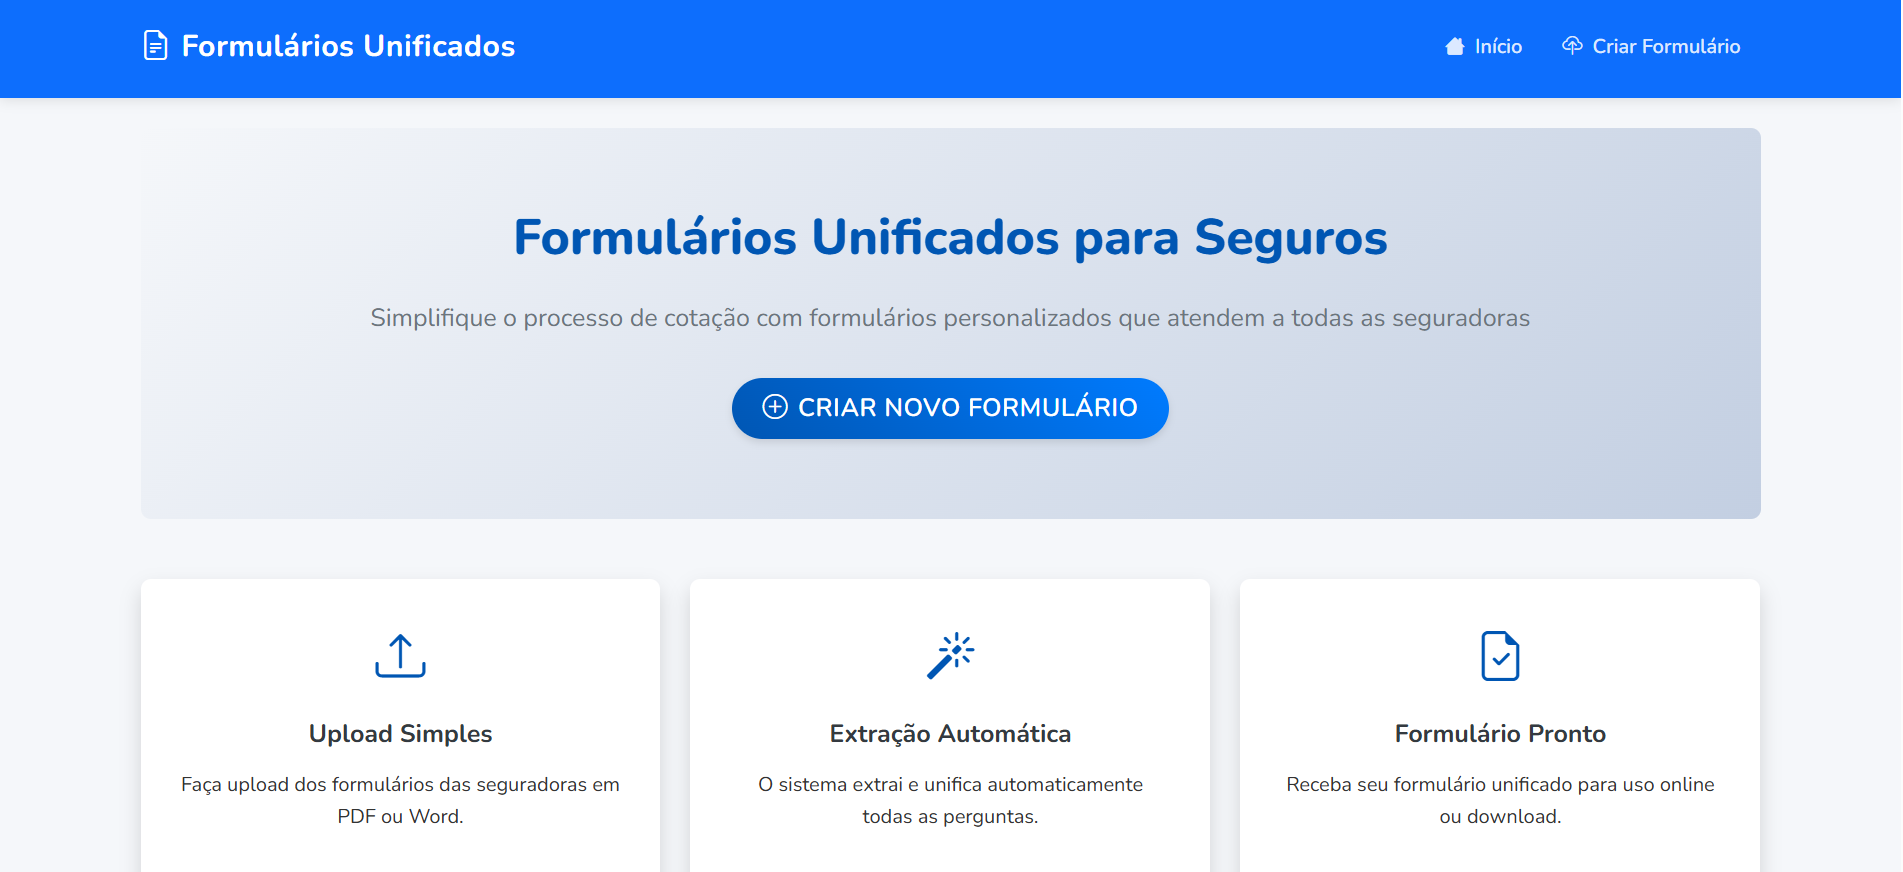 Formulários Unificados
Início
Criar Formulário
Formulários Unificados para Seguros
Simplifique o processo de cotação com formulários personalizados que atendem a todas as seguradoras
CRIAR NOVO FORMULÁRIO
Upload Simples
Faça upload dos formulários das seguradoras em
PDF ou Word.
Extração Automática
O sistema extrai e unifica automaticamente
todas as perguntas.
Formulário Pronto
Receba seu formulário unificado para uso online
ou download.